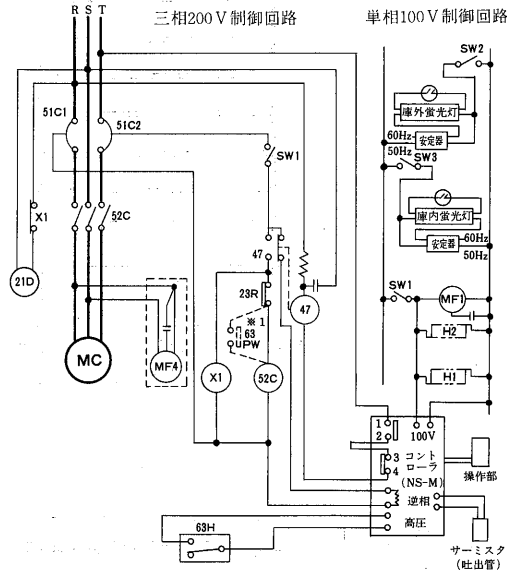 三相200V制御回路
単相100V制御回路
R S T
SW2
51C1
51C2
庫外蛍光灯
60Hz
安定器
50Hz
SW1
SW3
X1
52C
庫内蛍光灯
安定器
60Hz
50Hz
21D
47
SW1
MF1
23R
47
※1
H2
63
PW
MC
MF4
X1
52C
H1
1
2
100V
3
コント
4
ローラ
(NS-M)
操作部
逆相
高圧
63H
サーミスタ
(吐出管)